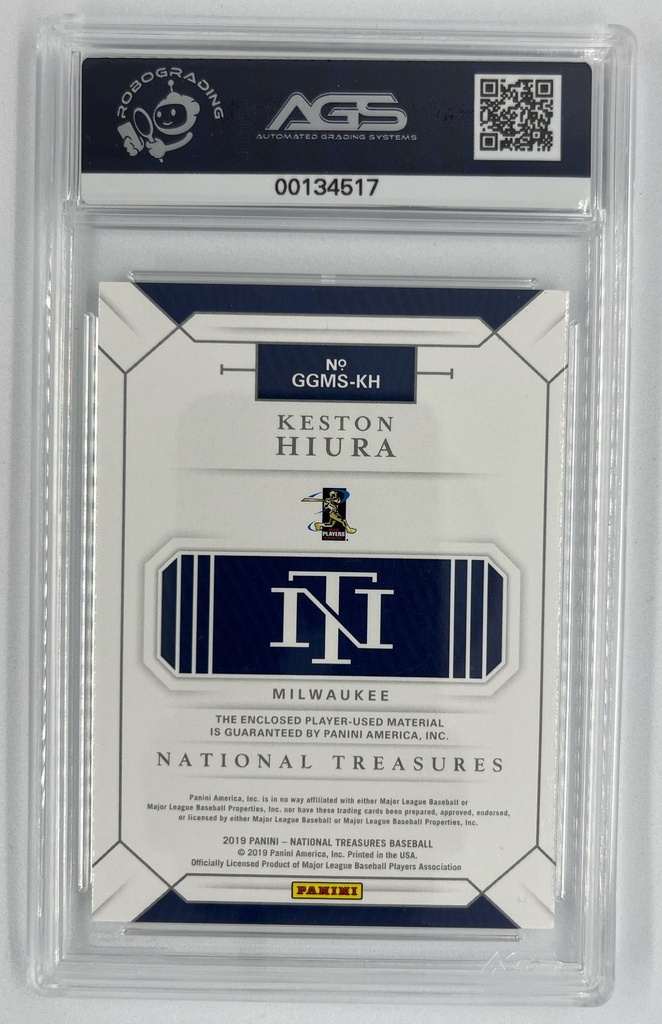 ROBOGRADING
AGS
AUTOMATED GRADING SYSTEMS
00134517
Nº
GGMS-KH
KESTON
HIURA
PLAYERS
NT
MILWAUKEE
THE ENCLOSED PLAYER-USED MATERIAL
IS GUARANTEED BY PANINI AMERICA, INC.
NATIONAL TREASURES
Panini America, Inc. is in no way affiliated with either Major League Baseball or
Major League Baseball Properties, Inc. nor have these trading cards been prepared, approved, endorsed,
or licensed by either Major League Baseball or Major League Baseball Properties, Inc.
2019 PANINI – NATIONAL TREASURES BASEBALL
© 2019 Panini America, Inc. Printed in the USA.
Officially Licensed Product of Major League Baseball Players Association
PANINI